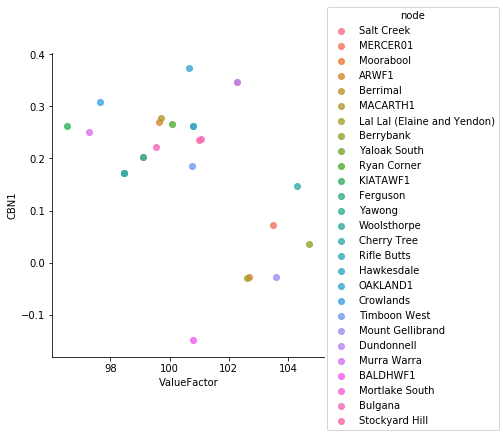 node
Salt Creek
MERCER01
Moorabool
ARWF1
Berrimal
MACARTH1
Lal Lal (Elaine and Yendon)
Berrybank
Yaloak South
Ryan Corner
KIATAWF1
Ferguson
Yawong
Woolsthorpe
Cherry Tree
Rifle Butts
Hawkesdale
OAKLAND1
Crowlands
Timboon West
Mount Gellibrand
Dundonnell
Murra Warra
BALDHWF1
Mortlake South
Bulgana
Stockyard Hill
CBN1
0.4
0.3
0.2
0.1
0.0
−0.1
98 100 102 104
ValueFactor